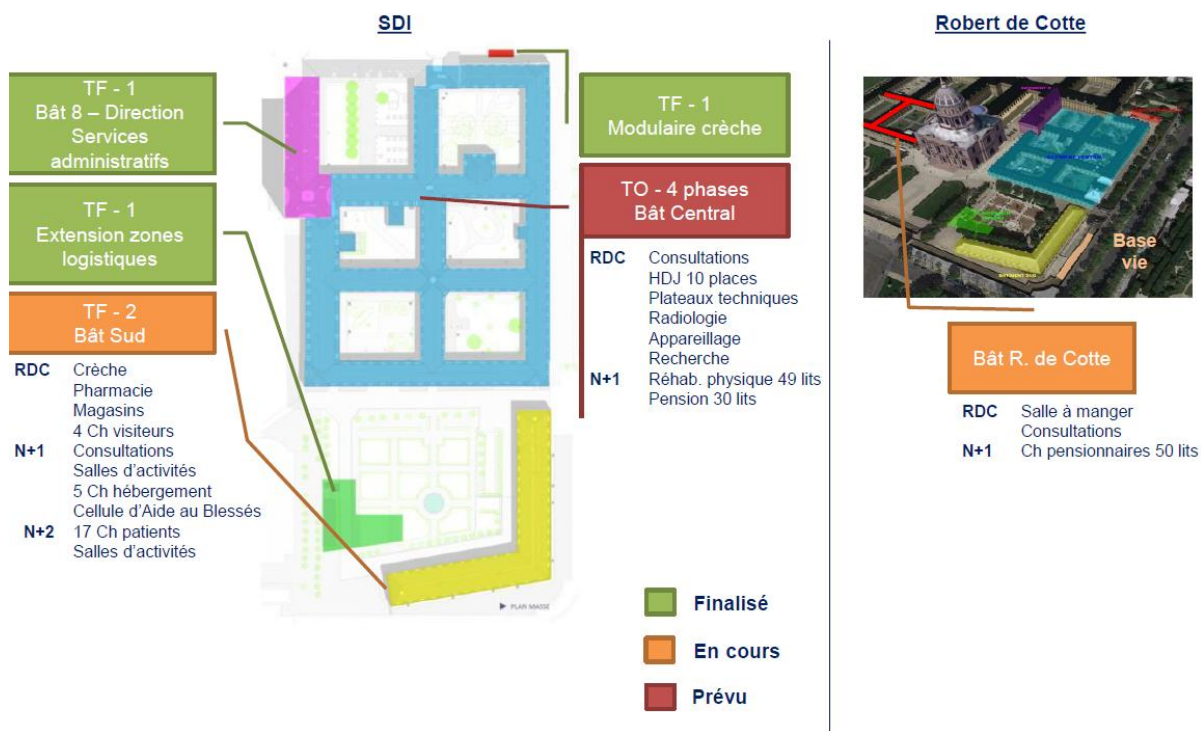 SDI
Robert de Cotte
TF - 1
Bât 8 – Direction
Services
administratifs
TF - 1
Extension zones
logistiques
TF - 2
Bât Sud
RDC Crèche
Pharmacie
Magasins
4 Ch visiteurs
N+1 Consultations
Salles d'activités
5 Ch hébergement
Cellule d'Aide au Blessés
N+2 17 Ch patients
Salles d'activités
PLAN MASSE
TF - 1
Modulaire crèche
TO - 4 phases
Bât Central
RDC Consultations
HDJ 10 places
Plateaux techniques
Radiologie
Appareillage
Recherche
N+1 Réhab. physique 49 lits
Pension 30 lits
Finalisé
En cours
Prévu
BATIMENT CENTRAL
BATIMENT SUD
Base
vie
Bât R. de Cotte
RDC Salle à manger
Consultations
N+1 Ch pensionnaires 50 lits